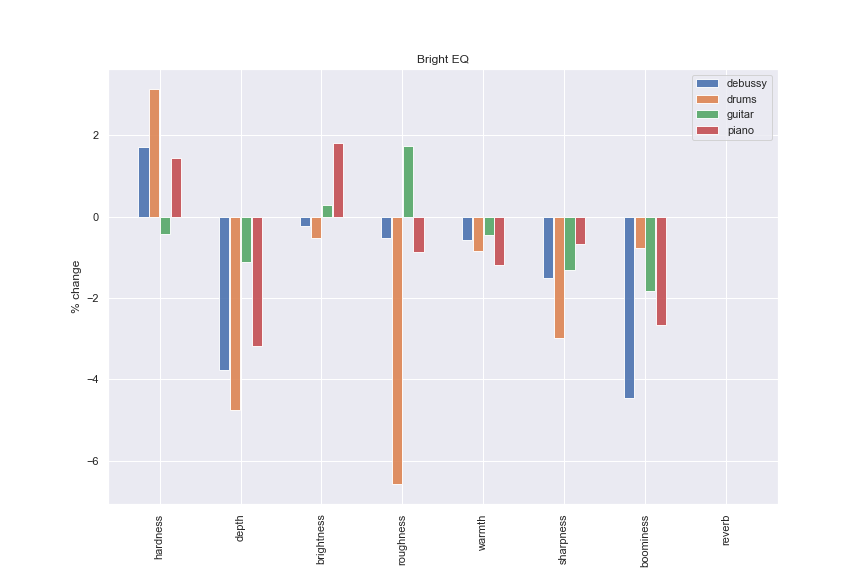 Bright EQ
debussy
drums
guitar
piano
% change
2
0
−2
−4
−6
hardness
depth
brightness
roughness
warmth
sharpness
boominess
reverb